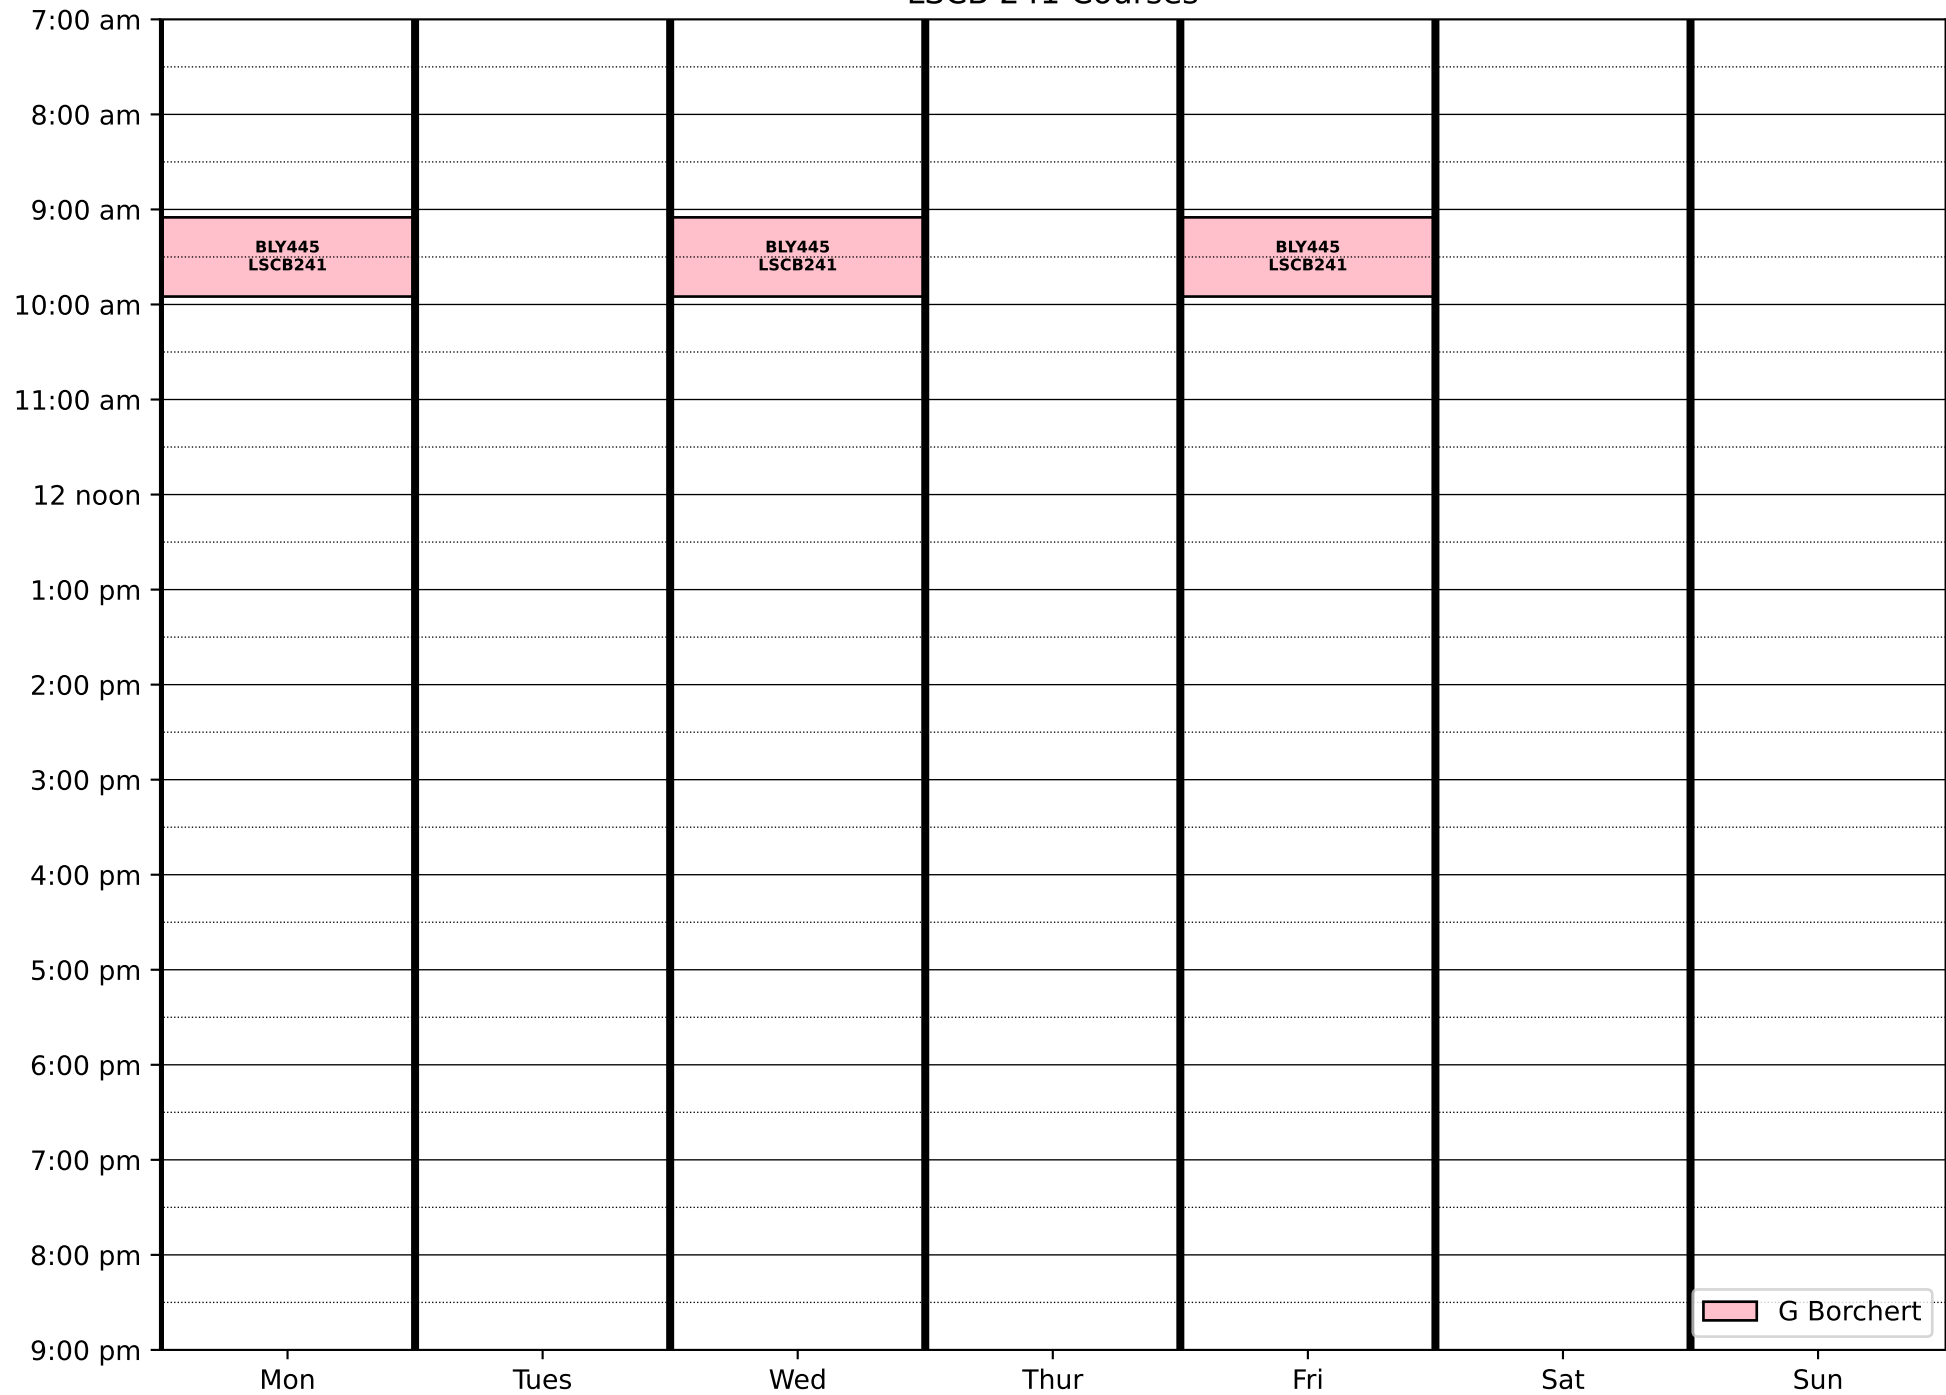 LSCB 241 Courses
7:00 am
8:00 am
9:00 am
BLY445
LSCB241
BLY445
LSCB241
BLY445
LSCB241
10:00 am
11:00 am
12 noon
1:00 pm
2:00 pm
3:00 pm
4:00 pm
5:00 pm
6:00 pm
7:00 pm
8:00 pm
G Borchert
9:00 pm
Mon Tues Wed Thur Fri Sat Sun